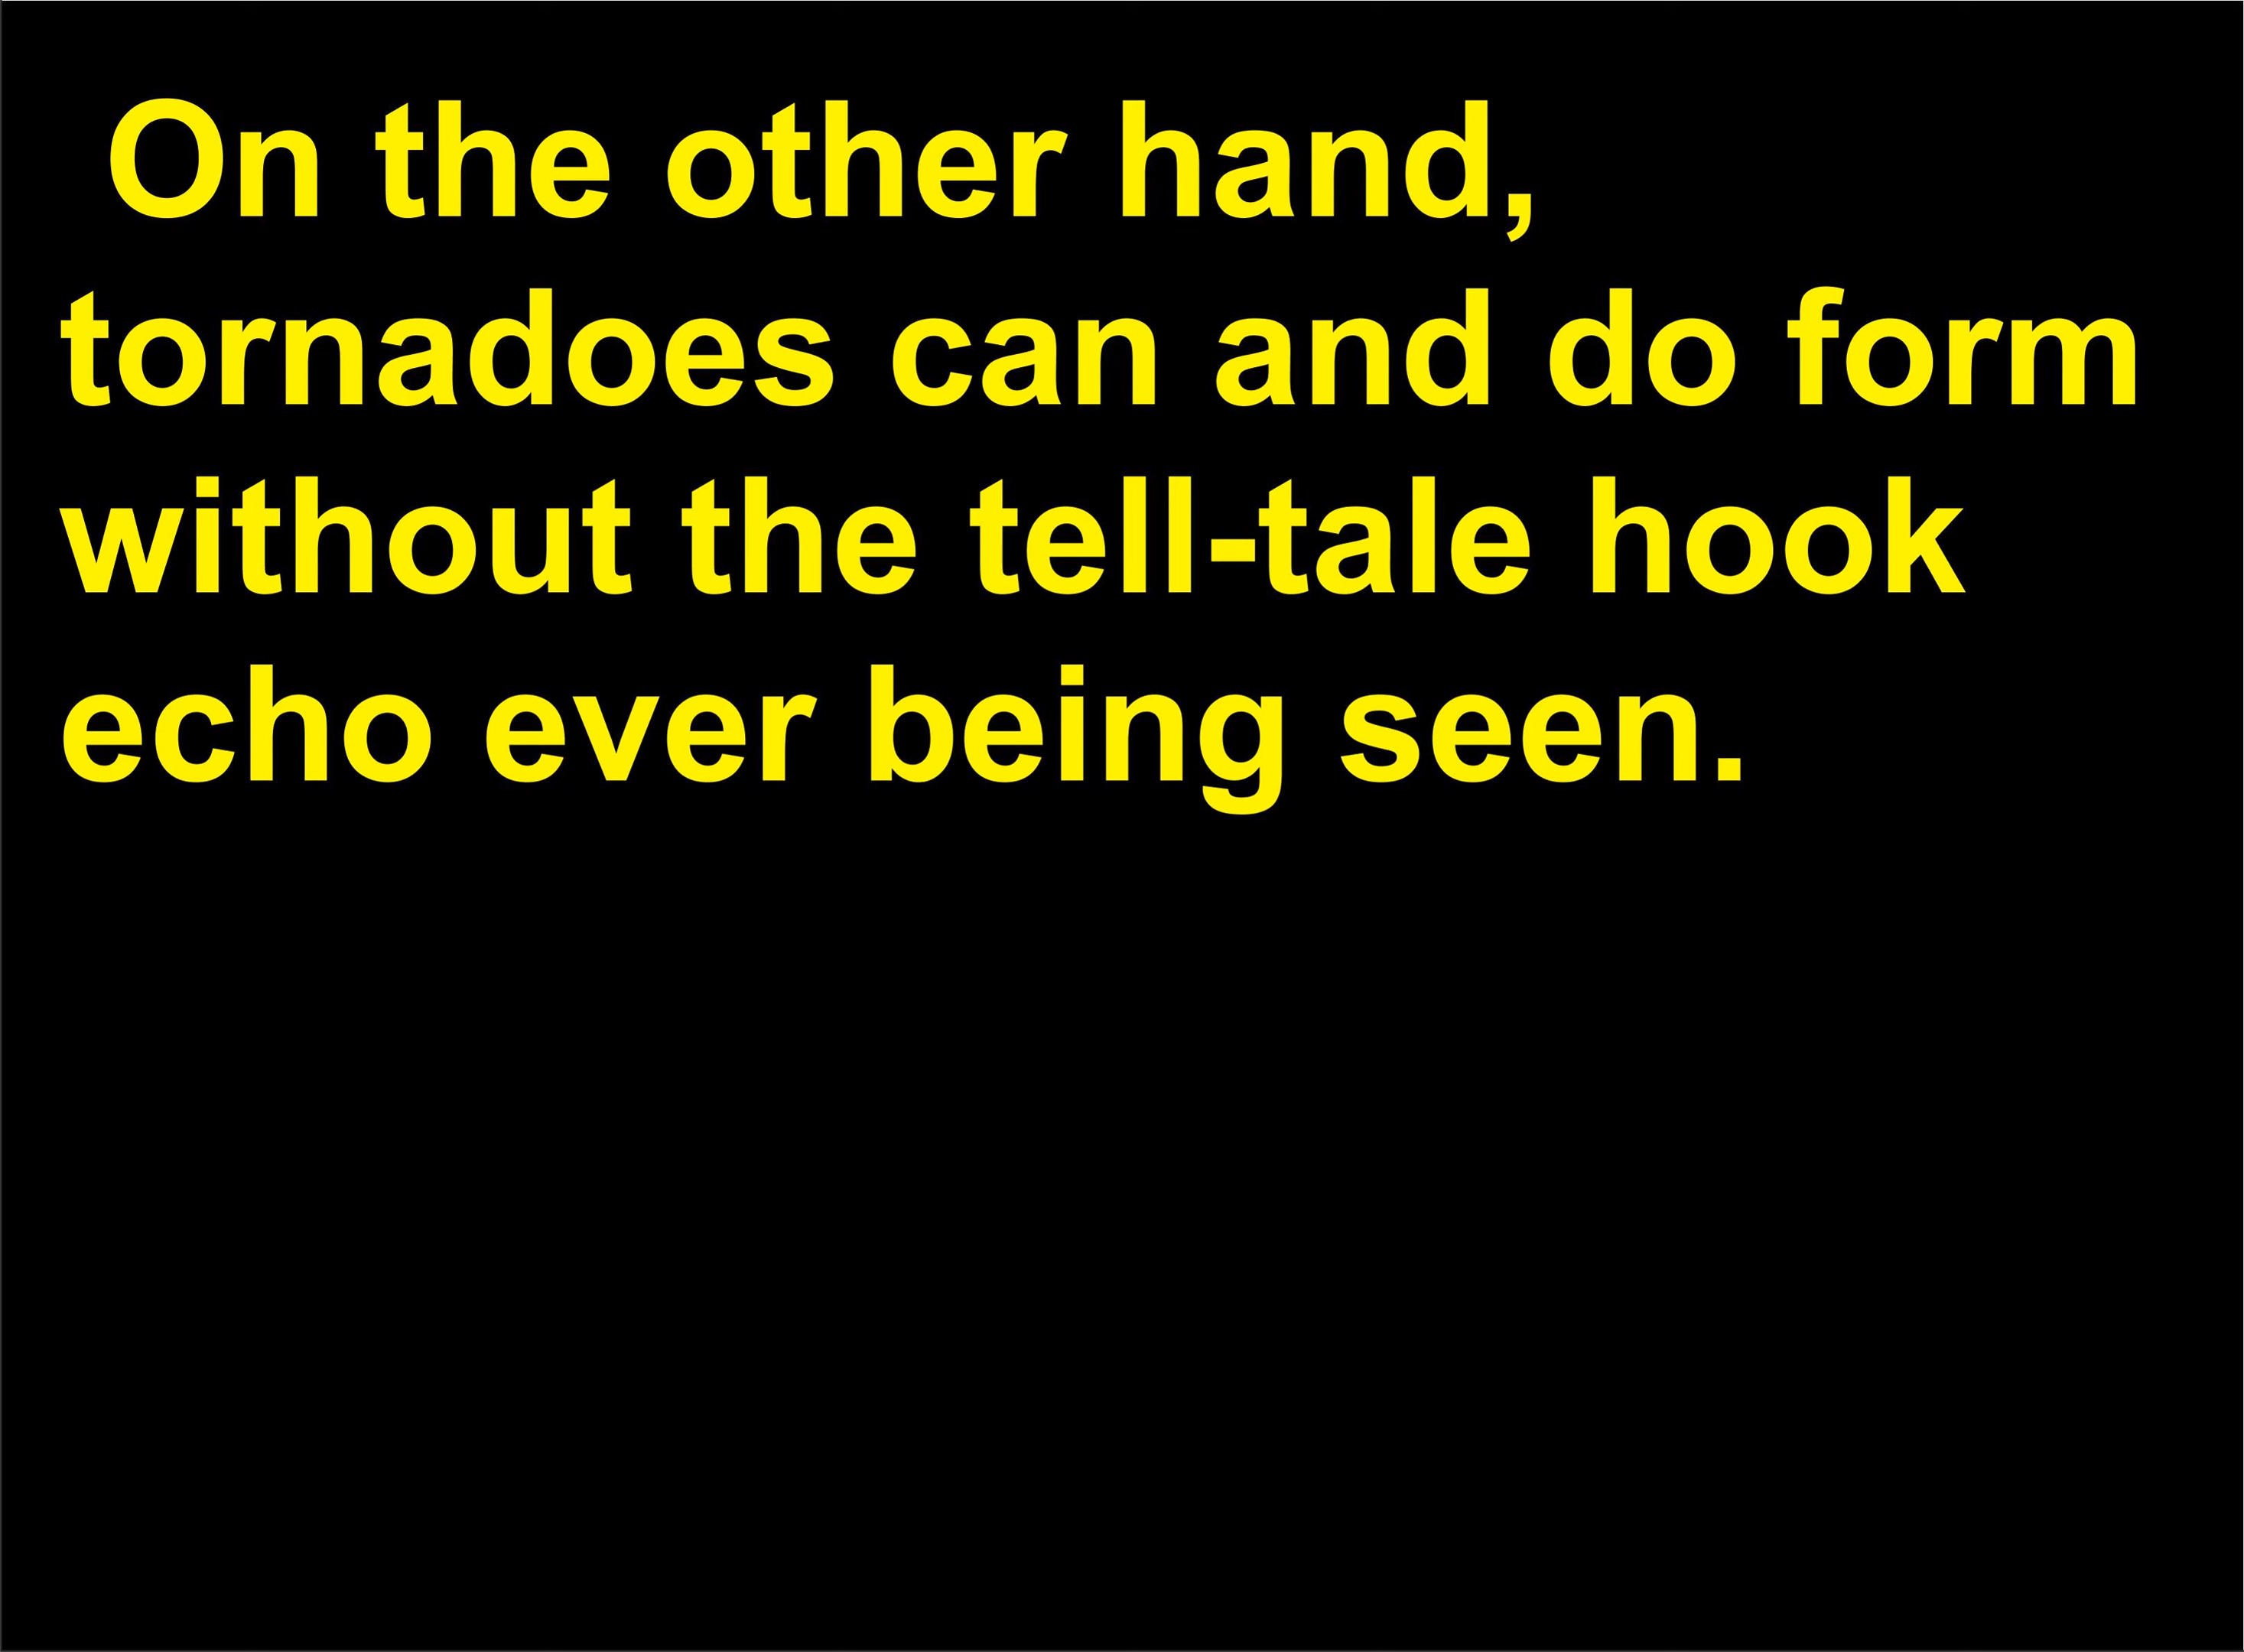 On the other hand,
tornadoes can and do form
without the tell-tale hook
echo ever being seen.